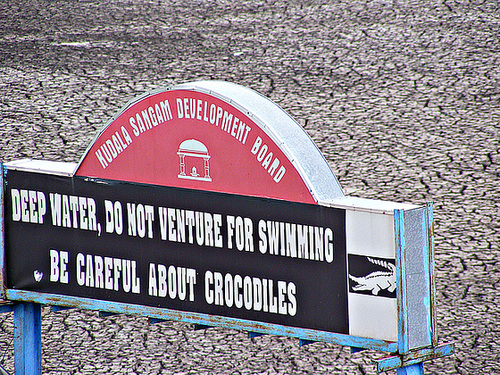 KUDALA SANGAM DEVELOPMENT BOARD
DEEP WATER, DO NOT VENTURE FOR SWIMMING
BE CAREFUL ABOUT CROCODILES